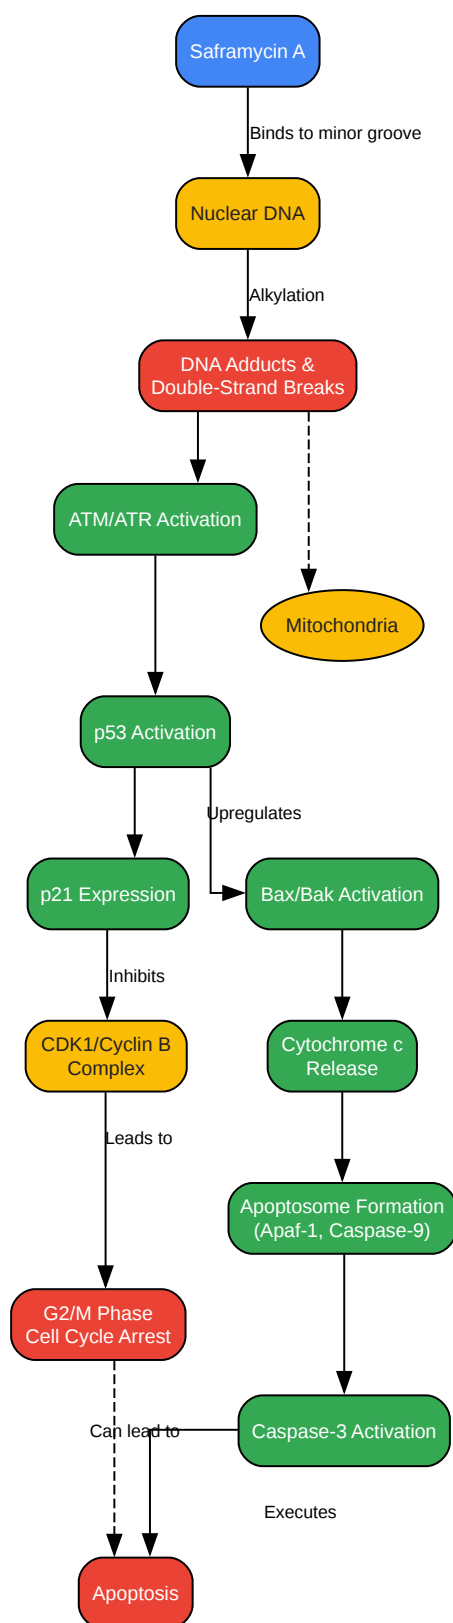 Saframycin A
Binds to minor groove
Nuclear DNA
Alkylation
DNA Adducts &
Double-Strand Breaks
ATM/ATR Activation
Mitochondria
p53 Activation
Upregulates
p21 Expression
Bax/Bak Activation
Inhibits
CDK1/Cyclin B
Complex
Cytochrome c
Release
Leads to
Apoptosome Formation
(Apaf-1, Caspase-9)
G2/M Phase
Cell Cycle Arrest
Can lead to
Caspase-3 Activation
Executes
Apoptosis